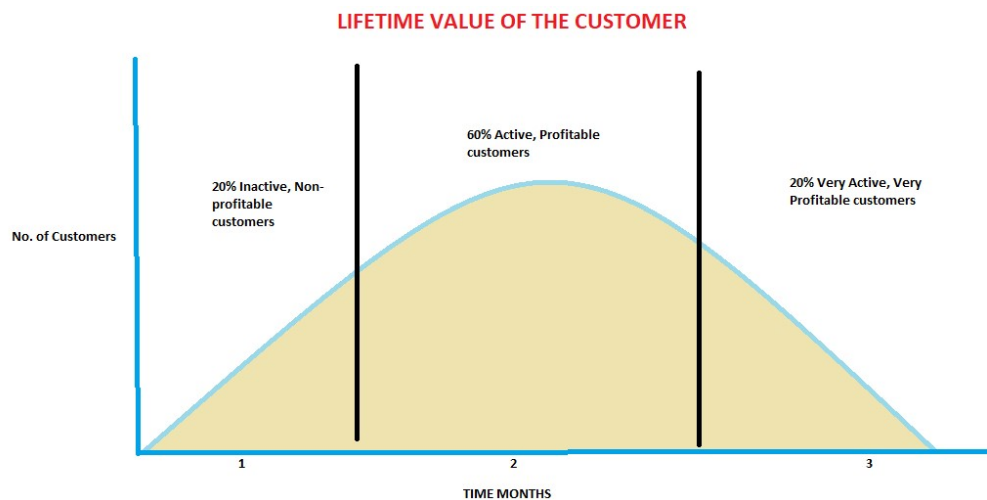 LIFETIME VALUE OF THE CUSTOMER
60% Active, Profitable
customers
20% Inactive, Non-
profitable
customers
20% Very Active, Very
Profitable customers
No. of Customers
1
2
3
TIME MONTHS